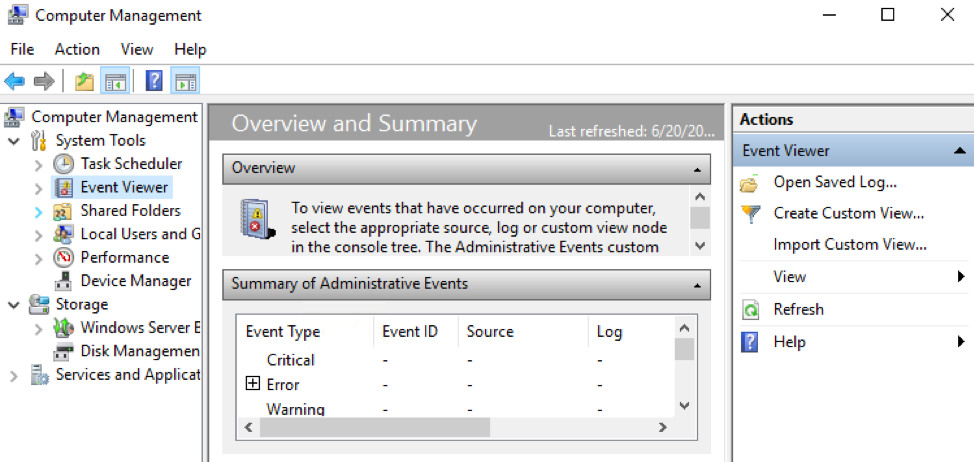 Computer Management
File Action View Help
Computer Management
System Tools
Task Scheduler
Event Viewer
Shared Folders
Local Users and G
Performance
Device Manager
Storage
Windows Server E
Disk Managemen
Services and Applicat
Overview and Summary Last refreshed: 6/20/20...
Overview
To view events that have occurred on your computer,
select the appropriate source, log or custom view node
in the console tree. The Administrative Events custom
Summary of Administrative Events
Event Type Event ID Source Log
Critical - - -
Error - - -
Warning - - -
Actions
Event Viewer
Open Saved Log...
Create Custom View...
Import Custom View...
View
Refresh
Help